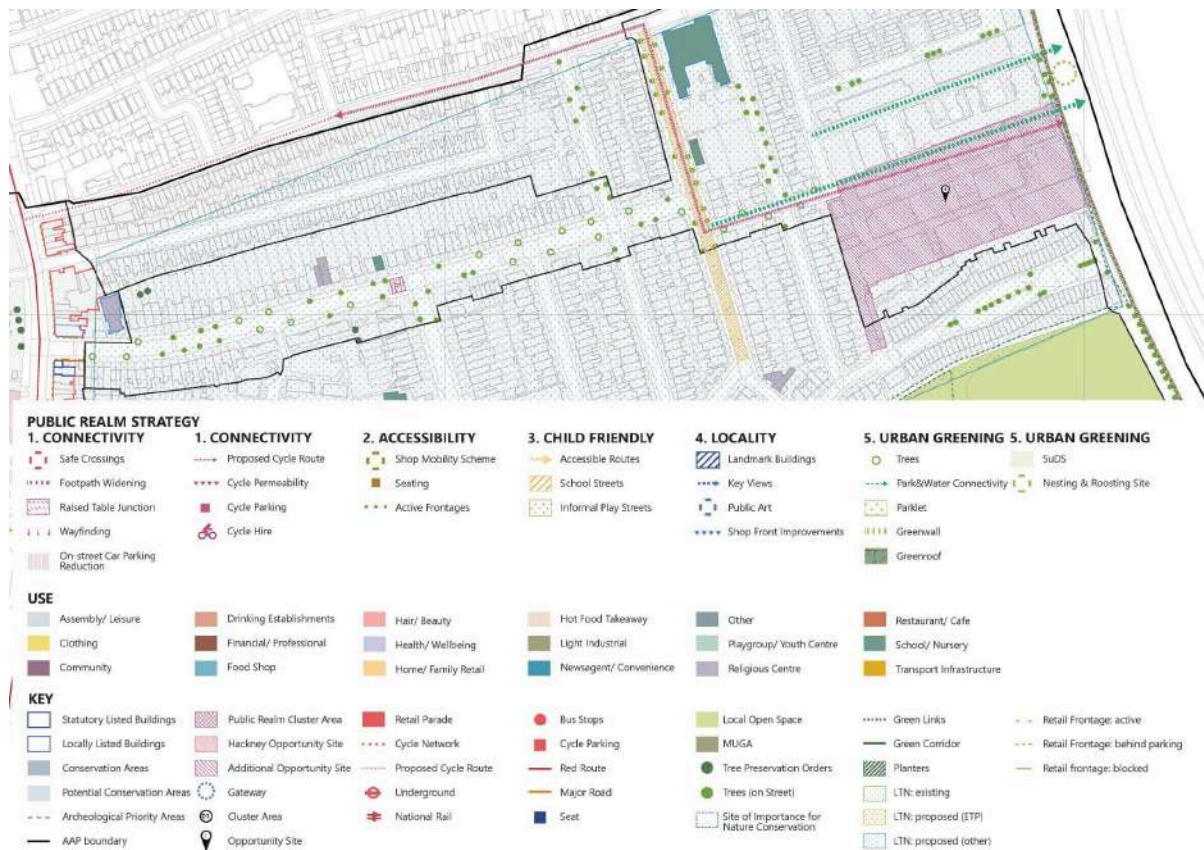 PUBLIC REALM STRATEGY
1. CONNECTIVITY
Safe Crossings
Footpath Widening
Raised Table Junction
Wayfinding
On-street Car Parking
Reduction
1. CONNECTIVITY
Proposed Cycle Route
Cycle Permeability
Cycle Parking
Cycle Hire
2. ACCESSIBILITY
Shop Mobility Scheme
Seating
Active Frontages
3. CHILD FRIENDLY
Accessible Routes
School Streets
Informal Play Streets
4. LOCALITY
Landmark Buildings
Key Views
Public Art
Shop Front Improvements
5. URBAN GREENING
Trees
Park&Water Connectivity
Parklet
Greenwall
Greenroof
5. URBAN GREENING
SuDS
Nesting & Roosting Site
USE
Assembly/ Leisure
Clothing
Community
Drinking Establishments
Financial/ Professional
Food Shop
Hair/ Beauty
Health/ Wellbeing
Home/ Family Retail
Hot Food Takeaway
Light Industrial
Newsagent/ Convenience
Other
Playgroup/ Youth Centre
Religious Centre
Restaurant/ Cafe
School/ Nursery
Transport Infrastructure
KEY
Statutory Listed Buildings
Locally Listed Buildings
Conservation Areas
Potential Conservation Areas
Archeological Priority Areas
AAP boundary
Public Realm Cluster Area
Hackney Opportunity Site
Additional Opportunity Site
Gateway
Cluster Area
Opportunity Site
Retail Parade
Cycle Network
Proposed Cycle Route
Underground
National Rail
Bus Stops
Cycle Parking
Red Route
Major Road
Seat
Local Open Space
MUGA
Tree Preservation Orders
Trees (on Street)
Site of Importance for
Nature Conservation
Green Links
Green Corridor
Planters
LTN: existing
LTN: proposed (ETP)
LTN: proposed (other)
Retail Frontage: active
Retail Frontage: behind parking
Retail frontage: blocked